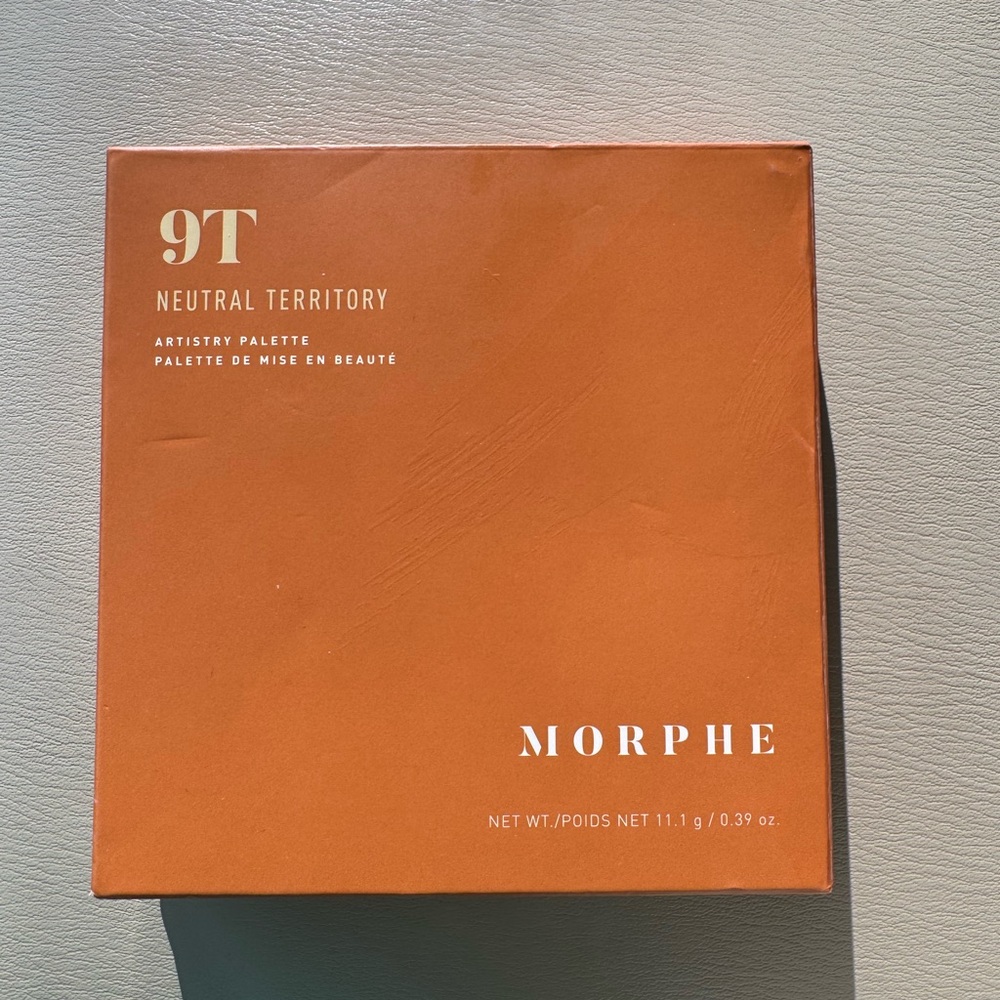 9T
NEUTRAL TERRITORY
ARTISTRY PALETTE
PALETTE DE MISE EN BEAUTÉ
MORPHE
NET WT./POIDS NET 11.1 g / 0.39 oz.